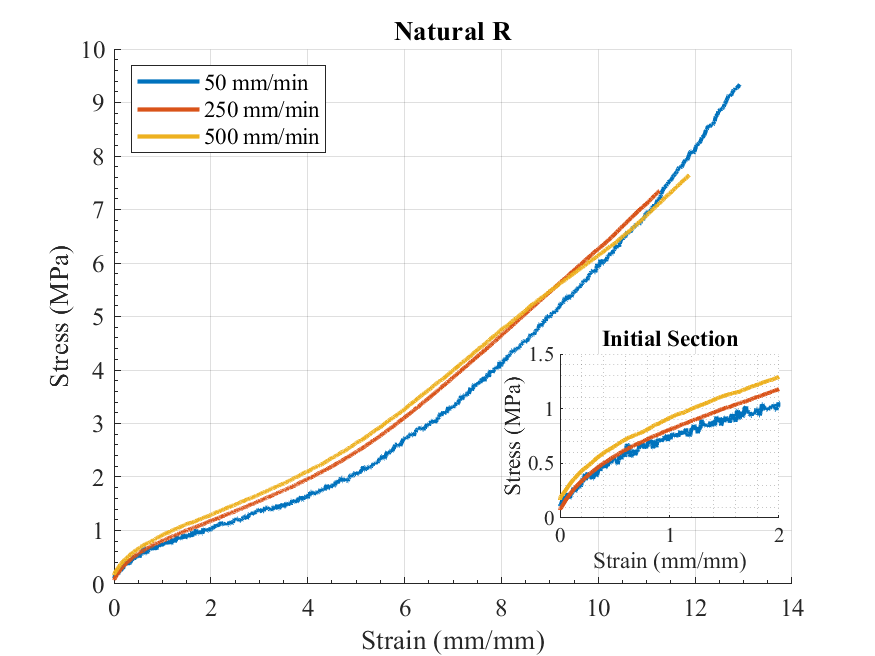 Natural R
50 mm/min
250 mm/min
500 mm/min
10
9
8
7
6
5
4
3
2
1
0
Stress (MPa)
0 2 4 6 8 10 12 14
Strain (mm/mm)
Initial Section
1.5
1
0.5
0
Stress (MPa)
0 1 2
Strain (mm/mm)